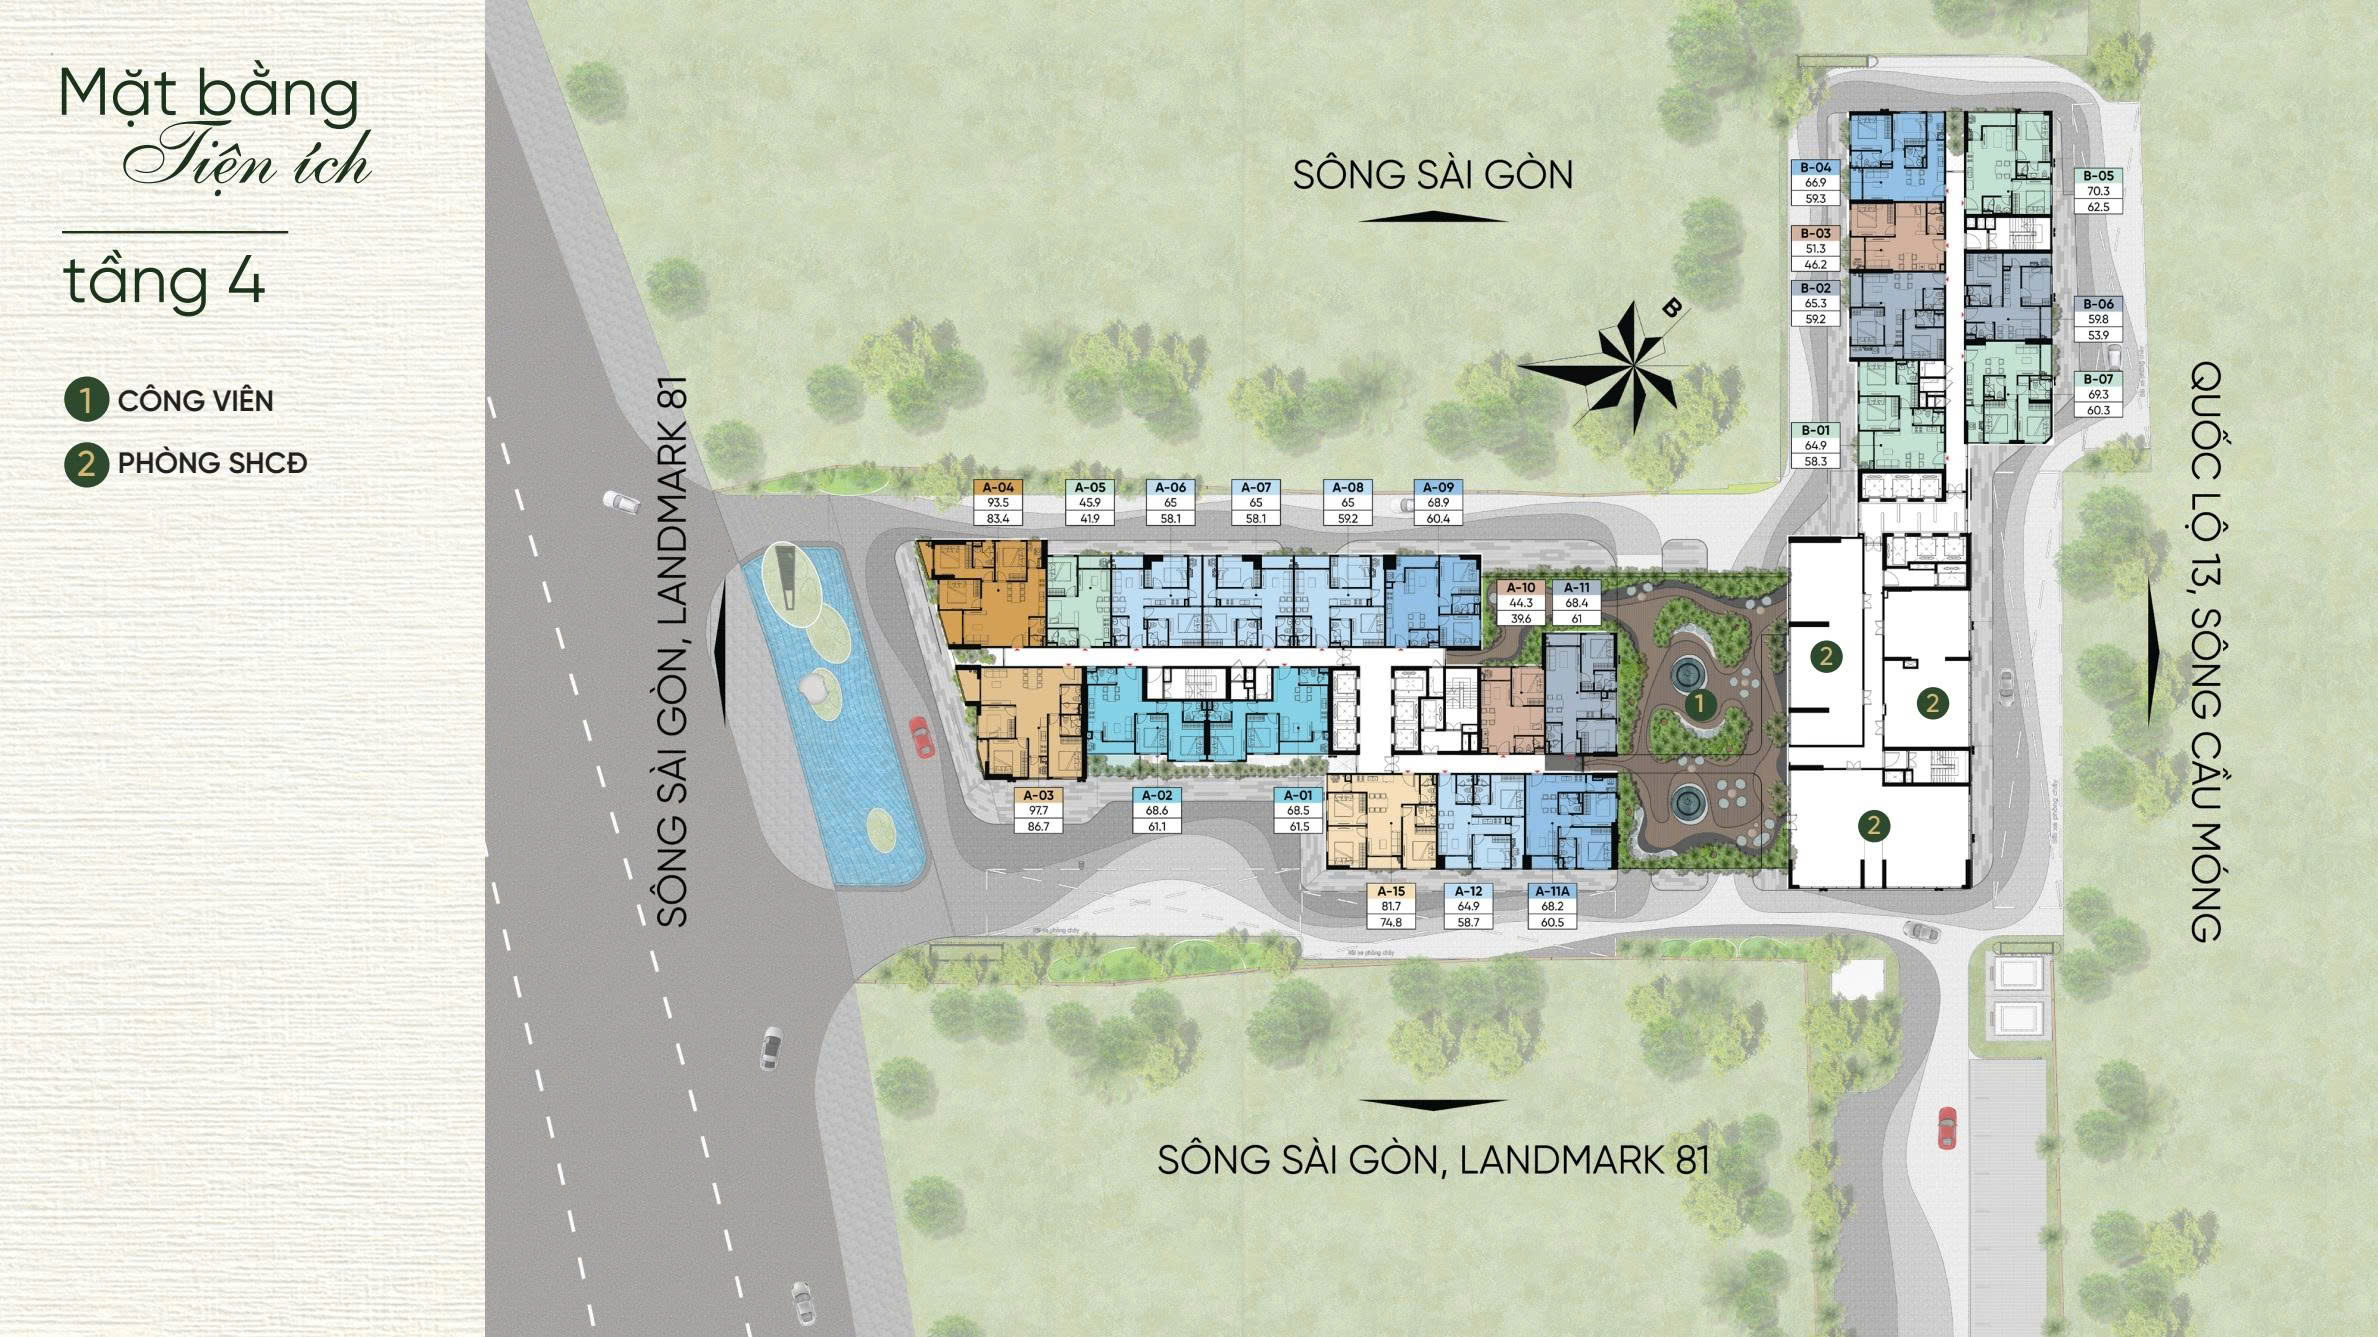 Mặt bằng
Tiện ích
tầng 4
1 CÔNG VIÊN
2 PHÒNG SHCĐ
SÔNG SÀI GÒN
B
SÔNG SÀI GÒN, LANDMARK 81
QUỐC LỘ 13, SÔNG CẦU MÓNG
B-04
66.9
59.3
B-03
51.3
46.2
B-02
65.3
59.2
B-01
64.9
58.3
B-05
70.3
62.5
B-06
59.8
53.9
B-07
69.3
60.3
A-04
93.5
83.4
A-05
45.9
41.9
A-06
65
58.1
A-07
65
58.1
A-08
65
59.2
A-09
68.9
60.4
A-10
44.3
39.6
A-11
68.4
61
1
2
2
2
A-03
97.7
86.7
A-02
68.6
61.1
A-01
68.5
61.5
A-15
81.7
74.8
A-12
64.9
58.7
A-11A
68.2
60.5
SÔNG SÀI GÒN, LANDMARK 81